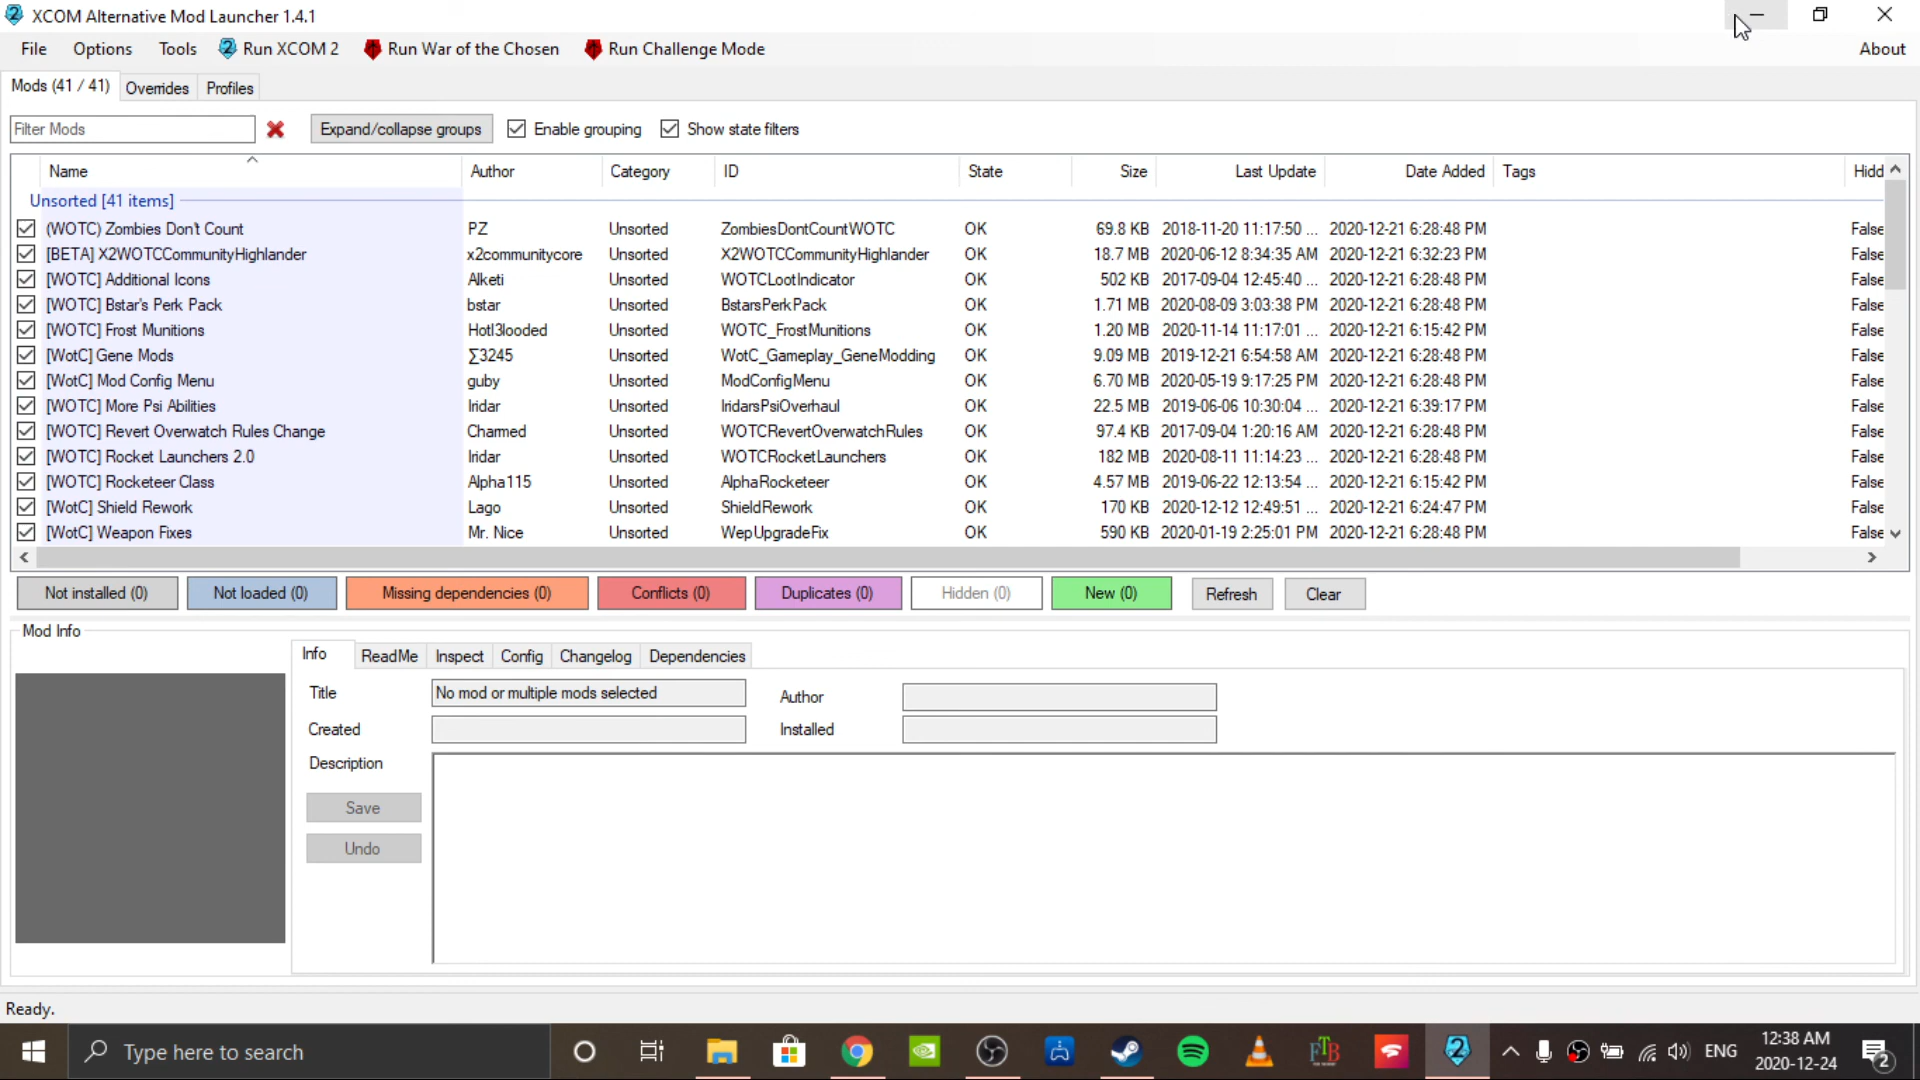 XCOM Alternative Mod Launcher 1.4.1
File Options Tools Run XCOM 2 Run War of the Chosen Run Challenge Mode About
Mods (41 / 41) Overrides Profiles
Filter Mods Expand/collapse groups Enable grouping Show state filters
Name Author Category ID State Size Last Update Date Added Tags Hidd
Unsorted [41 items]
(WOTC) Zombies Don't Count PZ Unsorted ZombiesDontCountWOTC OK 69.8 KB 2018-11-20 11:17:50 ... 2020-12-21 6:28:48 PM False
[BETA] X2WOTCCommunityHighlander x2communitycore Unsorted X2WOTCCommunityHighlander OK 18.7 MB 2020-06-12 8:34:35 AM 2020-12-21 6:32:23 PM False
[WOTC] Additional Icons Alketi Unsorted WOTCLootIndicator OK 502 KB 2017-09-04 12:45:40 ... 2020-12-21 6:28:48 PM False
[WOTC] Bstar's Perk Pack bstar Unsorted BstarsPerkPack OK 1.71 MB 2020-08-09 3:03:38 PM 2020-12-21 6:28:48 PM False
[WOTC] Frost Munitions Hotl3looded Unsorted WOTC_FrostMunitions OK 1.20 MB 2020-11-14 11:17:01 ... 2020-12-21 6:15:42 PM False
[WotC] Gene Mods ∑3245 Unsorted WotC_Gameplay_GeneModding OK 9.09 MB 2019-12-21 6:54:58 AM 2020-12-21 6:28:48 PM False
[WotC] Mod Config Menu guby Unsorted ModConfigMenu OK 6.70 MB 2020-05-19 9:17:25 PM 2020-12-21 6:28:48 PM False
[WOTC] More Psi Abilities Iridar Unsorted IridarsPsiOverhaul OK 22.5 MB 2019-06-06 10:30:04 ... 2020-12-21 6:39:17 PM False
[WOTC] Revert Overwatch Rules Change Charmed Unsorted WOTCRevertOverwatchRules OK 97.4 KB 2017-09-04 1:20:16 AM 2020-12-21 6:28:48 PM False
[WOTC] Rocket Launchers 2.0 Iridar Unsorted WOTCRocketLaunchers OK 182 MB 2020-08-11 11:14:23 ... 2020-12-21 6:28:48 PM False
[WOTC] Rocketeer Class Alpha115 Unsorted AlphaRocketeer OK 4.57 MB 2019-06-22 12:13:54 ... 2020-12-21 6:15:42 PM False
[WotC] Shield Rework Lago Unsorted ShieldRework OK 170 KB 2020-12-12 12:49:51 ... 2020-12-21 6:24:47 PM False
[WotC] Weapon Fixes Mr. Nice Unsorted WepUpgradeFix OK 590 KB 2020-01-19 2:25:01 PM 2020-12-21 6:28:48 PM False
Not installed (0) Not loaded (0) Missing dependencies (0) Conflicts (0) Duplicates (0) Hidden (0) New (0) Refresh Clear
Mod Info
Info ReadMe Inspect Config Changelog Dependencies
Title No mod or multiple mods selected Author
Created Installed
Description
Save
Undo
Ready.
Type here to search FTB ENG 12:38 AM
2020-12-24 2